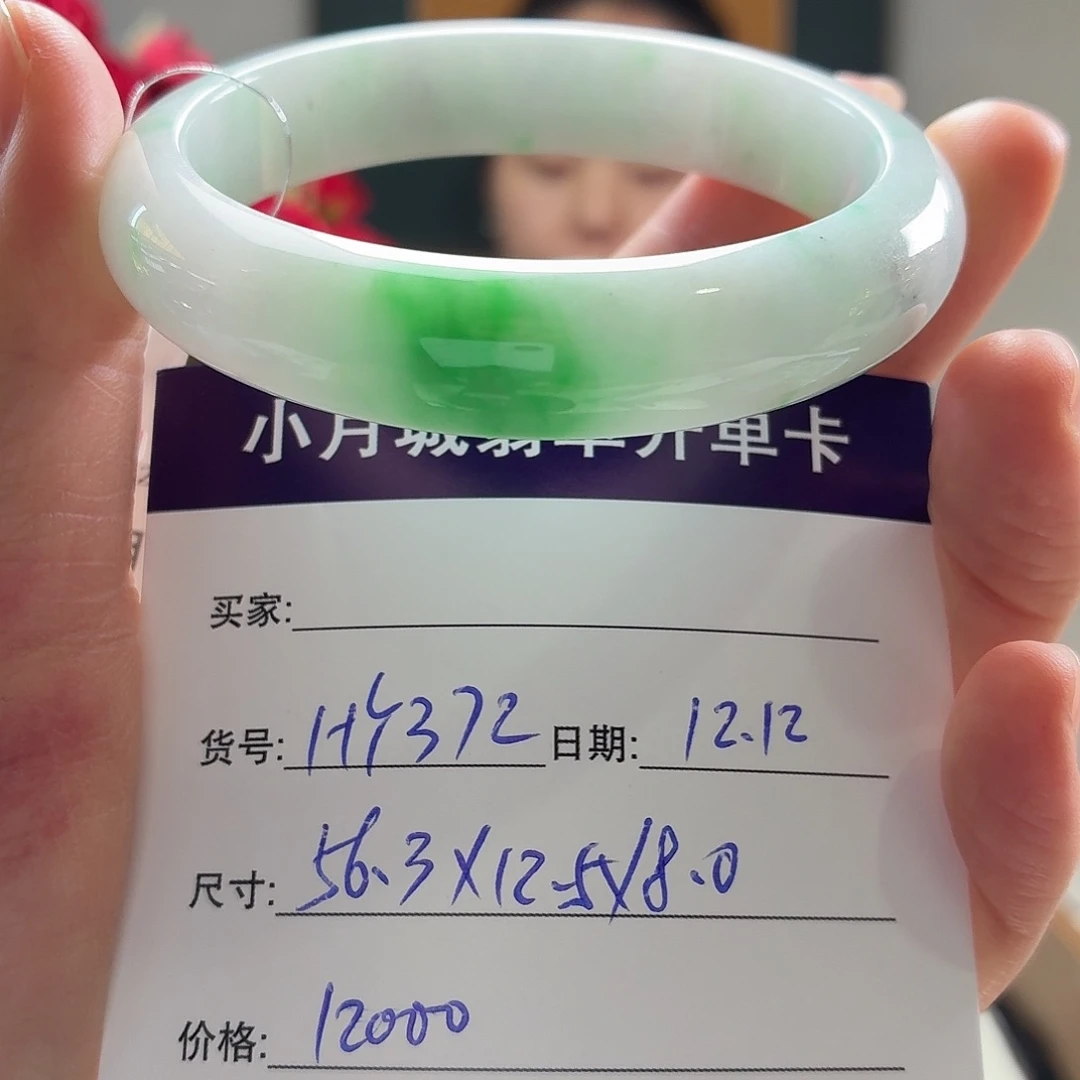 小月城翡翠开单卡
买家:
货号: HY372 日期: 12.12
尺寸: 56.3X12.5X8.0
价格: 12000